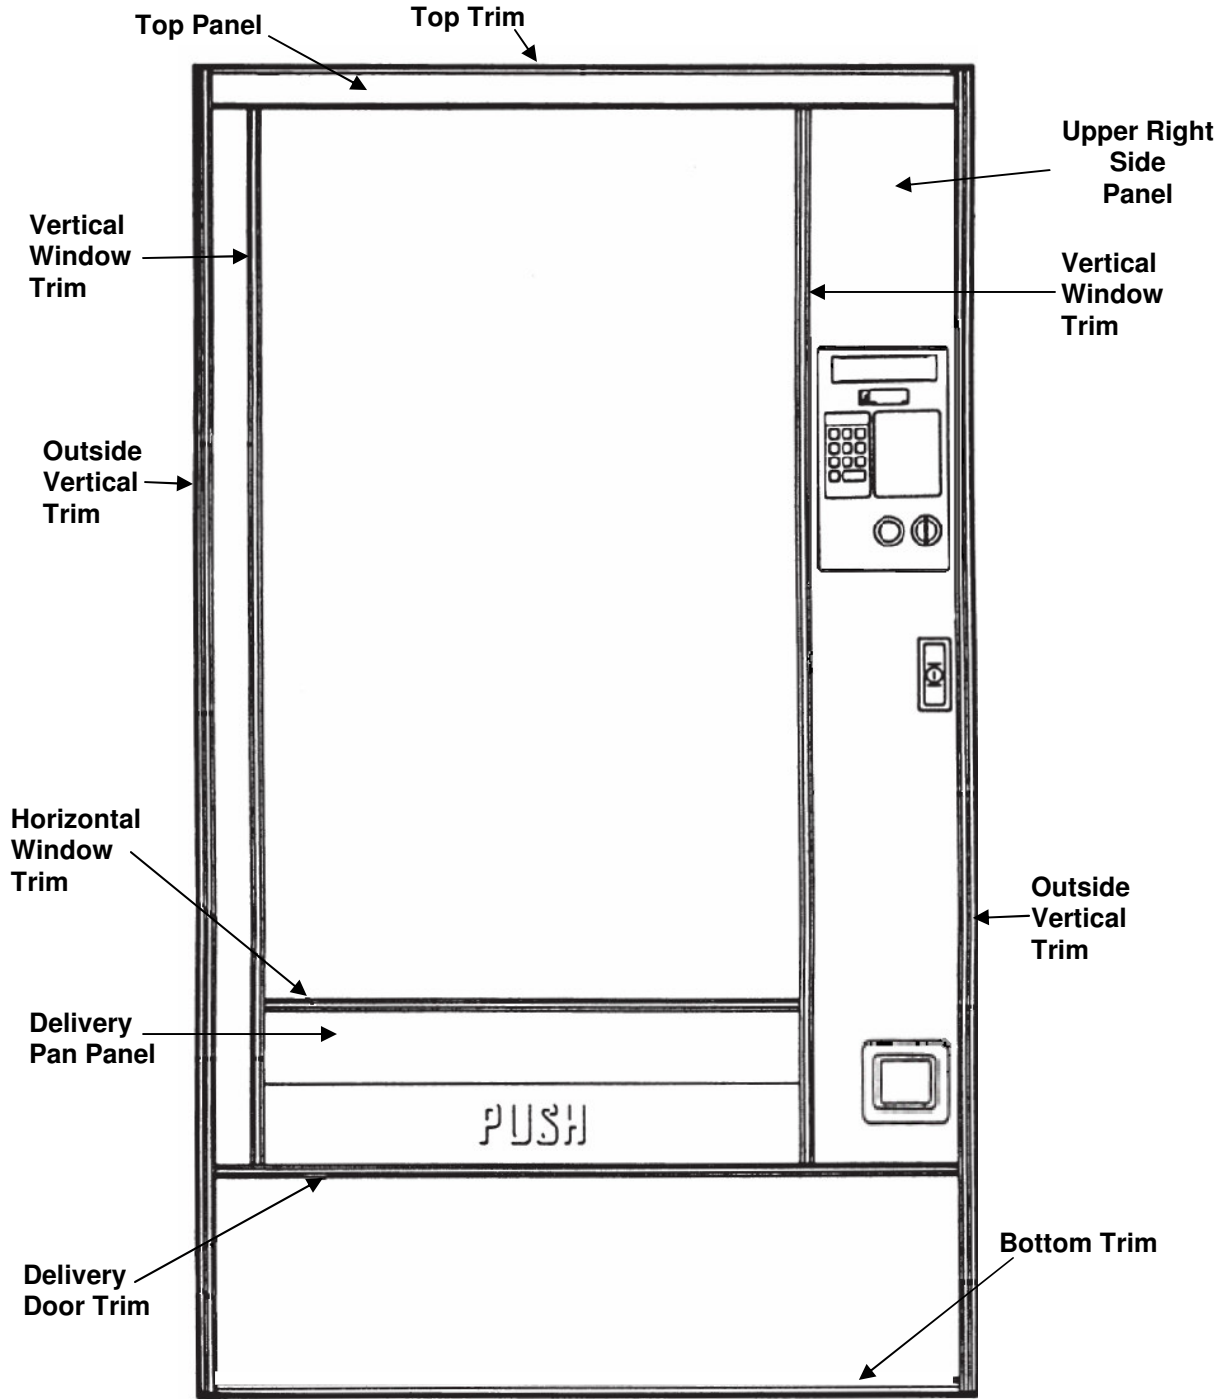 Top Panel
Top Trim
Upper Right
Side
Panel
Vertical
Window
Trim
Vertical
Window
Trim
Outside
Vertical
Trim
Horizontal
Window
Trim
Outside
Vertical
Trim
Delivery
Pan Panel
PUSH
Bottom Trim
Delivery
Door Trim